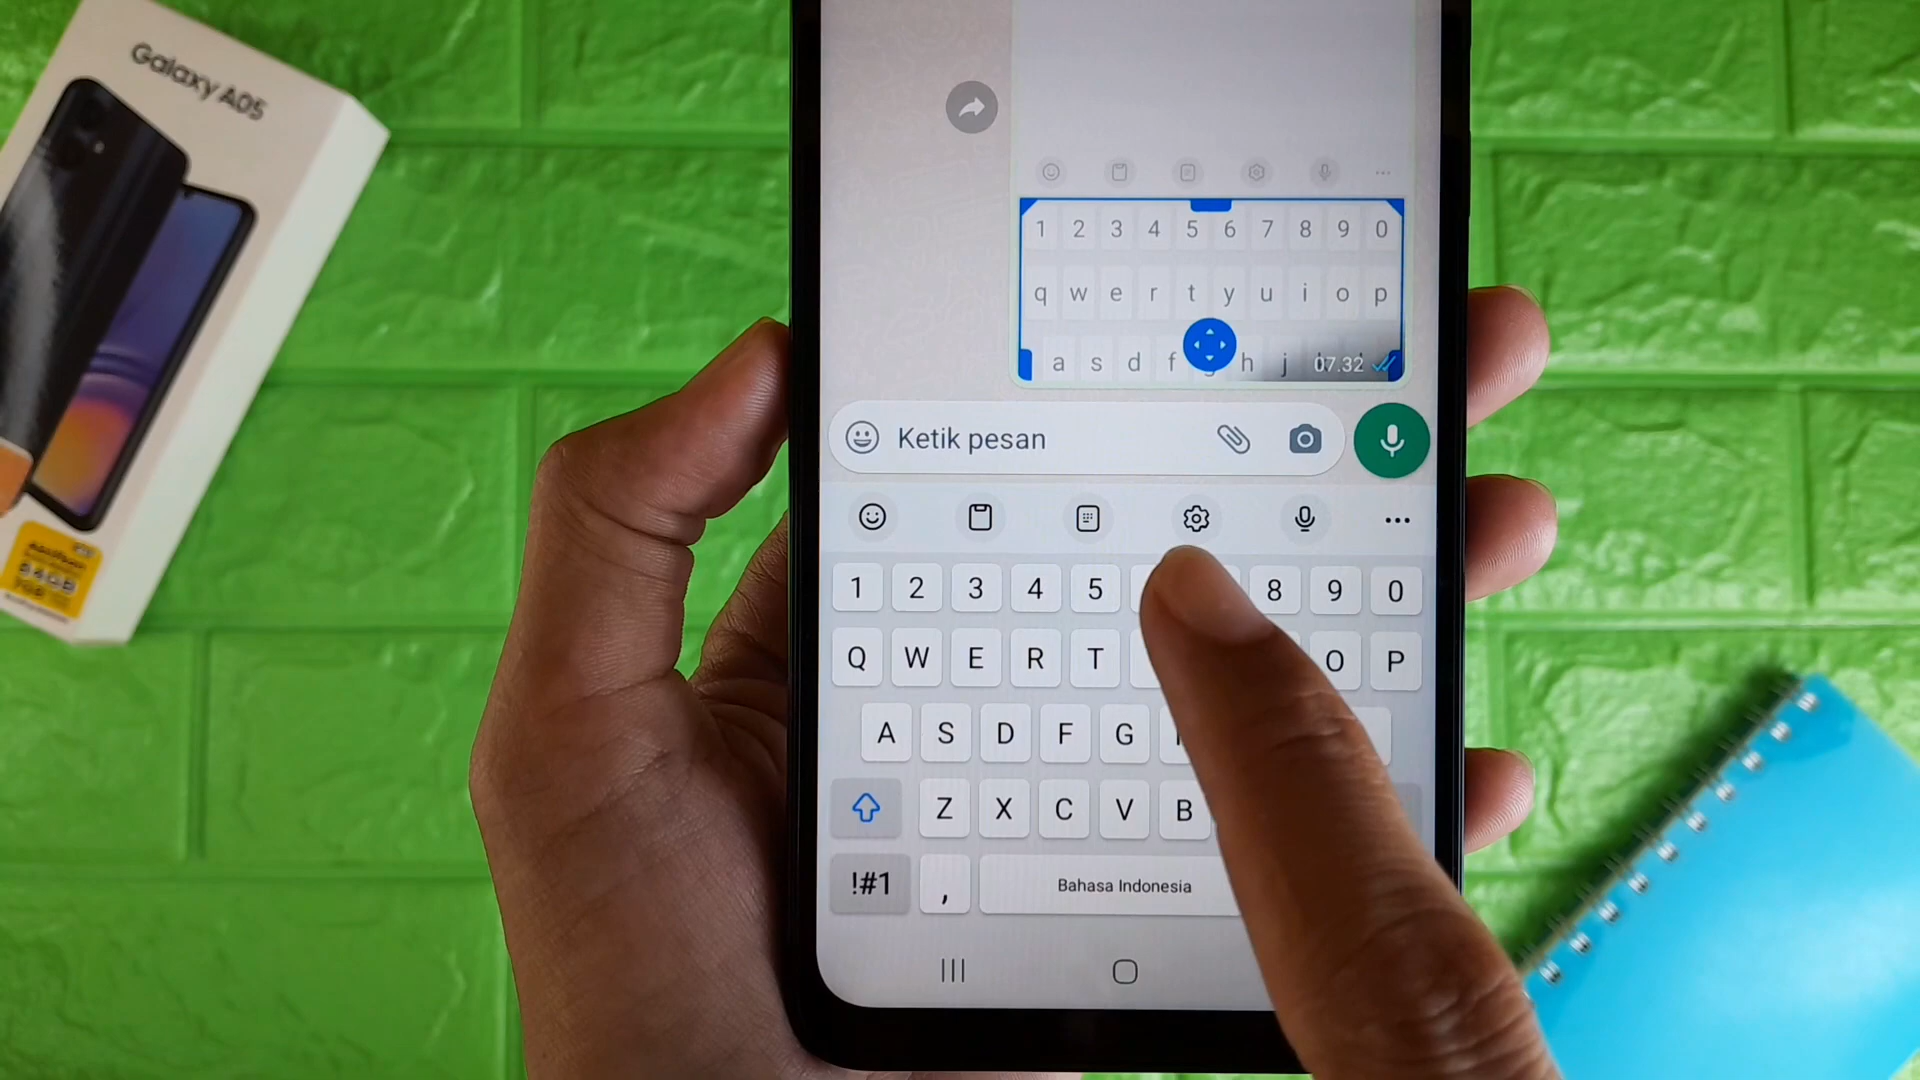 Galaxy A05
1 2 3 4 5 6 7 8 9 0
q w e r t y u i o p
a s d f h j
07.32
Ketik pesan
1 2 3 4 5 8 9 0
Q W E R T O P
A S D F G
Z X C V B
!#1 , Bahasa Indonesia